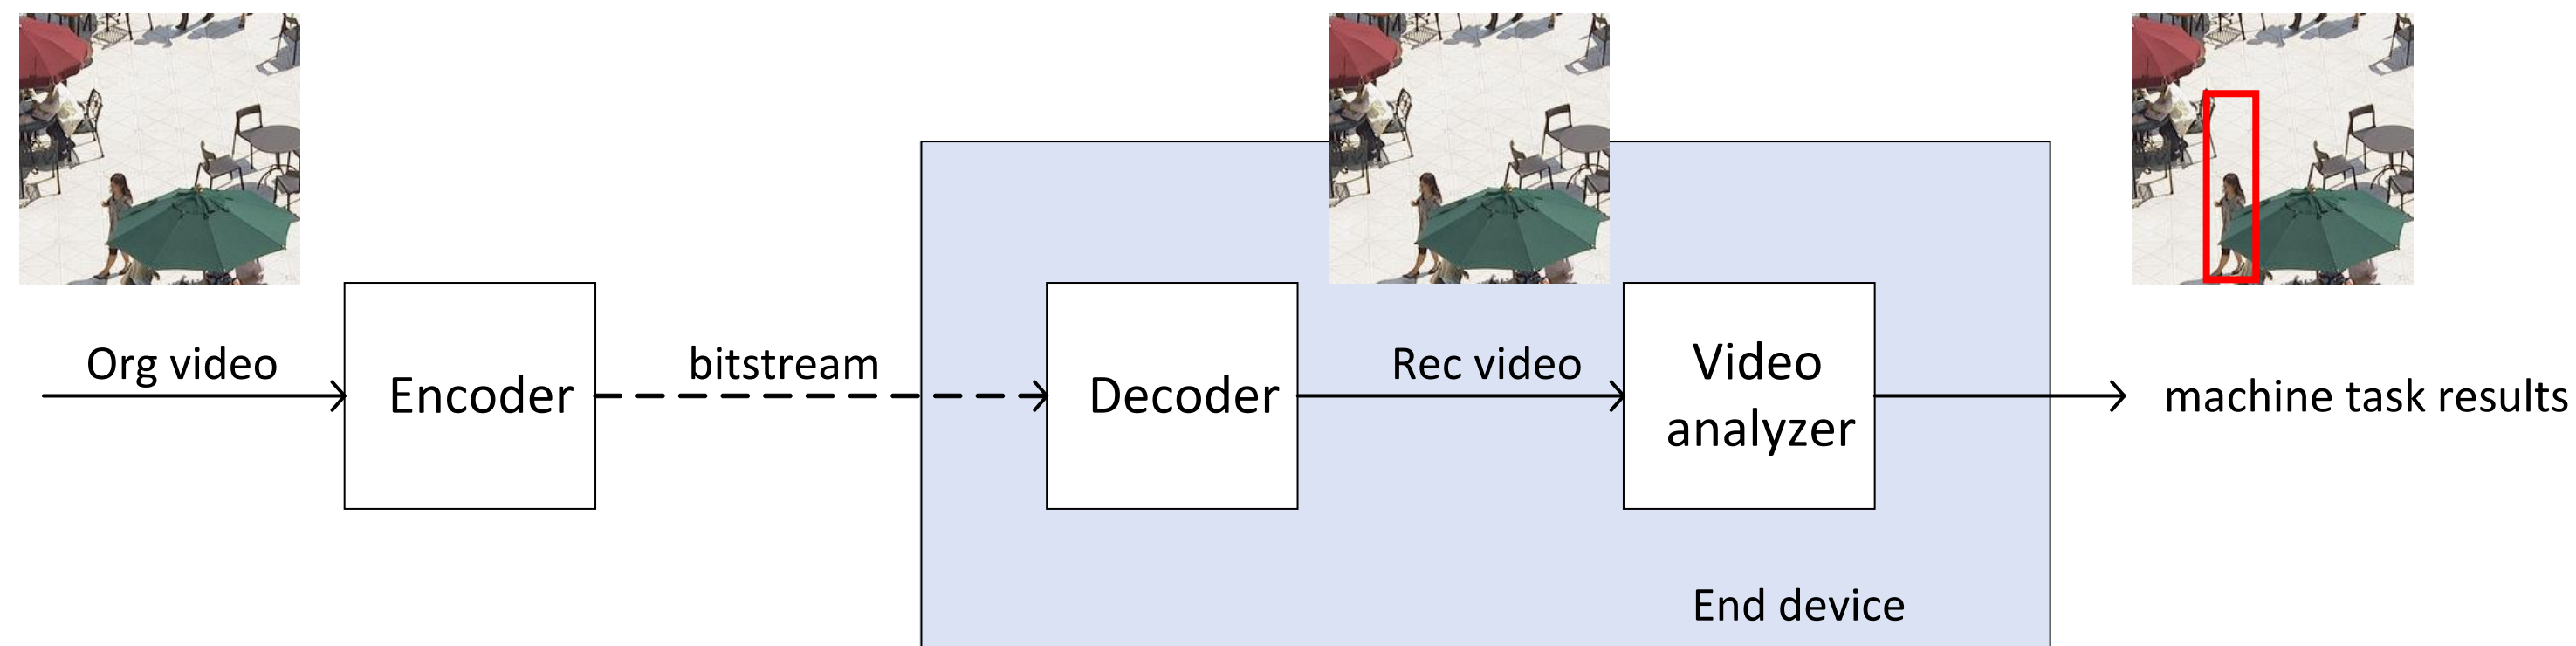 Org video
Encoder
bitstream
Decoder
Rec video
Video
analyzer
machine task results
End device